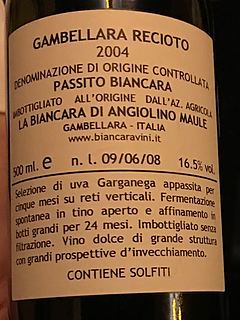 GAMBELLARA RECIOTO
2004
DENOMINAZIONE DI ORIGINE CONTROLLATA
PASSITO BIANCARA
IMBOTTIGLIATO ALL'ORIGINE DALL'AZ. AGRICOLA
LA BIANCARA DI ANGIOLINO MAULE
GAMBELLARA - ITALIA
www.biancaravini.it
500 ml. e n. l. 09/06/08 16.5% vol.
Selezione di uva Garganega appassita per
cinque mesi su reti verticali. Fermentazione
spontanea in tino aperto e affinamento in
botti grandi per 24 mesi. Imbottigliato senza
filtrazione. Vino dolce di grande struttura
con grandi prospettive d'invecchiamento.
CONTIENE SOLFITI